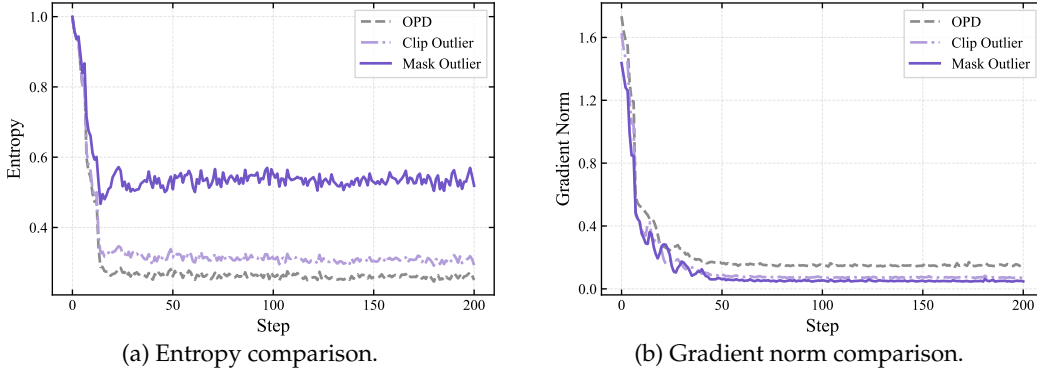 1.0
0.8
0.6
0.4
Entropy
0
50
100
150
200
Step
OPD
Clip Outlier
Mask Outlier
(a) Entropy comparison.
1.6
1.2
0.8
0.4
0.0
Gradient Norm
0
50
100
150
200
Step
OPD
Clip Outlier
Mask Outlier
(b) Gradient norm comparison.